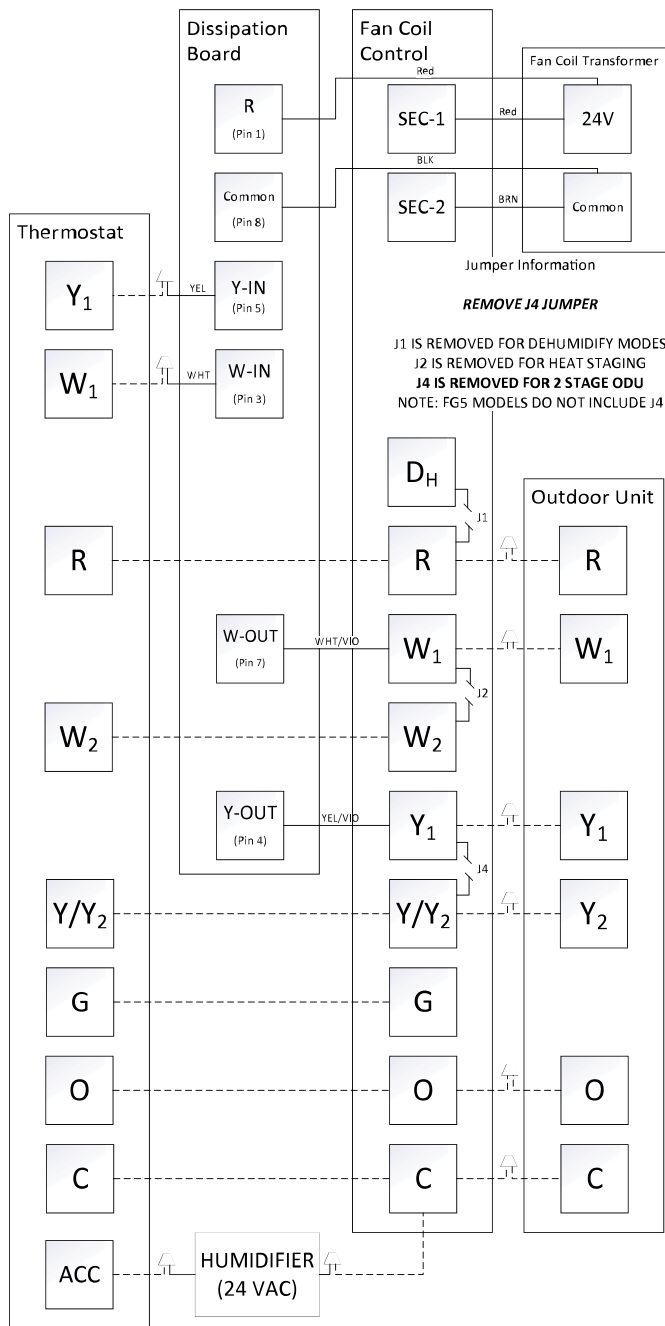 Dissipation
Board
Fan Coil
Control
Fan Coil Transformer
Red
R
(Pin 1)
SEC-1
Red
24V
BLK
Common
(Pin 8)
SEC-2
BRN
Common
Thermostat
Jumper Information
Y1
YEL
Y-IN
(Pin 5)
REMOVE J4 JUMPER
J1 IS REMOVED FOR DEHUMIDIFY MODES
J2 IS REMOVED FOR HEAT STAGING
J4 IS REMOVED FOR 2 STAGE ODU
NOTE: FG5 MODELS DO NOT INCLUDE J4
W1
WHT
W-IN
(Pin 3)
DH
J1
Outdoor Unit
R
R
R
W-OUT
(Pin 7)
WHT/VIO
W1
W1
J2
W2
W2
Y-OUT
(Pin 4)
YEL/VIO
Y1
Y1
J4
Y/Y2
Y/Y2
Y2
G
G
O
O
O
C
C
C
ACC
HUMIDIFIER
(24 VAC)